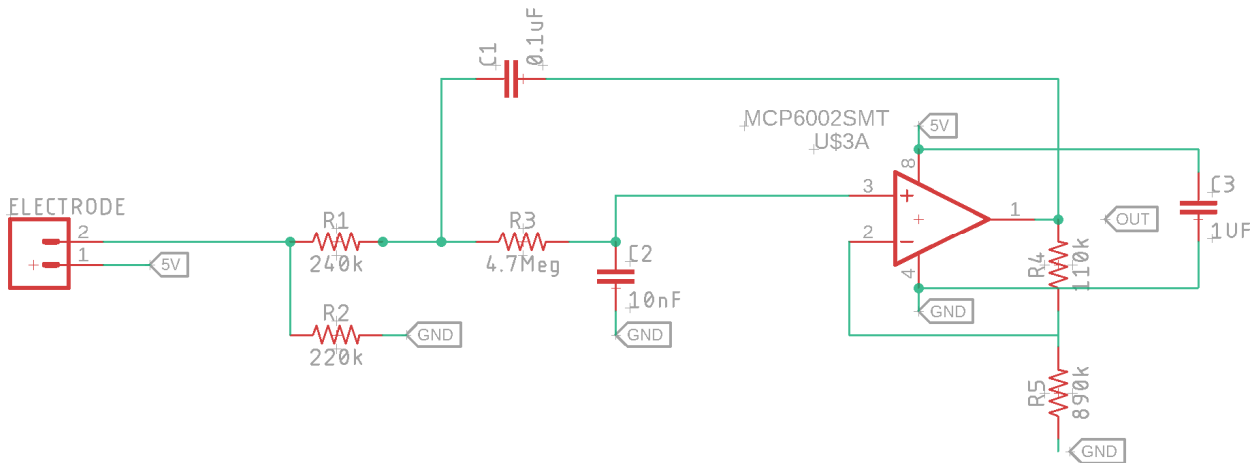 C1
0.1uF
MCP6002SMT
U$3A
5V
8
ELECTRODE
2
1
5V
R1
240k
R3
4.7Meg
R2
220k
GND
C2
10nF
GND
3
2
1
4
GND
OUT
C3
1UF
R4
110k
R5
890k
GND